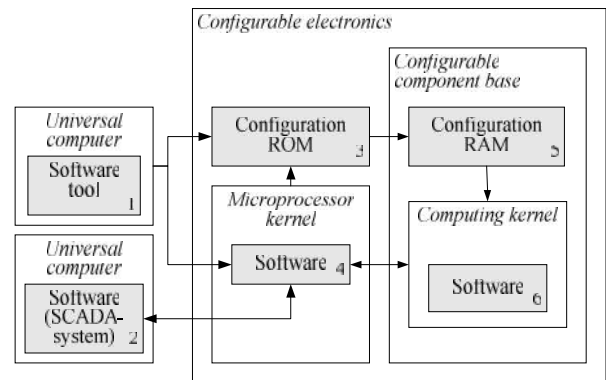 Configurable electronics
Configurable
component base
Universal
computer
Software
tool
1
Configuration
ROM
3
Configuration
RAM
5
Microprocessor
kernel
Software
4
Computing kernel
Software
6
Universal
computer
Software
(SCADA-
system)
2